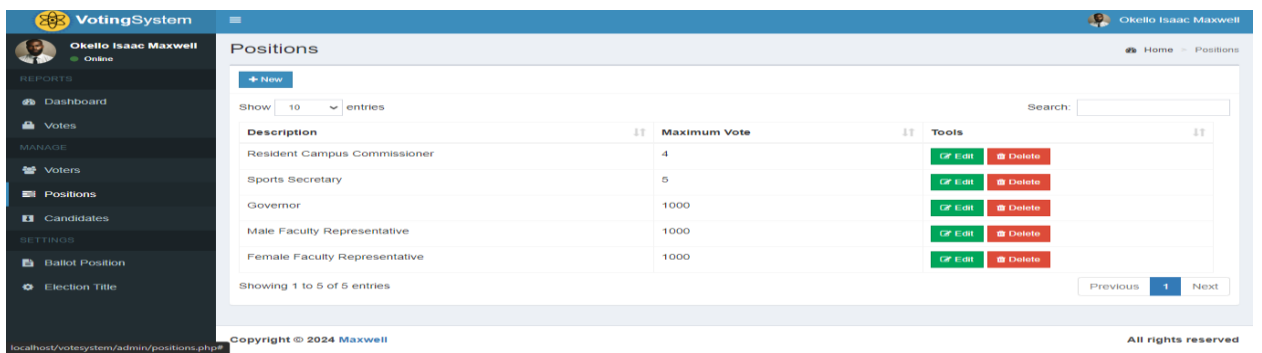 VotingSystem
Okello Isaac Maxwell
Okello Isaac Maxwell
Online
REPORTS
Dashboard
Votes
MANAGE
Voters
Positions
Candidates
SETTINGS
Ballot Position
Election Title
localhost/votesystem/admin/positions.php#
Positions
Home > Positions
+ New
Show 10 entries
Search:
Description Maximum Vote Tools
Resident Campus Commissioner 4 Edit Delete
Sports Secretary 5 Edit Delete
Governor 1000 Edit Delete
Male Faculty Representative 1000 Edit Delete
Female Faculty Representative 1000 Edit Delete
Showing 1 to 5 of 5 entries
Previous 1 Next
Copyright © 2024 Maxwell
All rights reserved